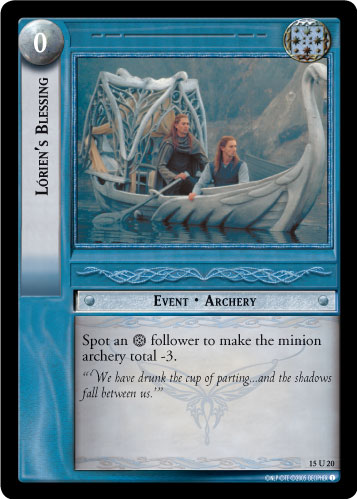 0
LÓRIEN'S BLESSING
EVENT • ARCHERY
Spot an follower to make the minion
archery total -3.
"'We have drunk the cup of parting...and the shadows
fall between us.'"
15 U 20